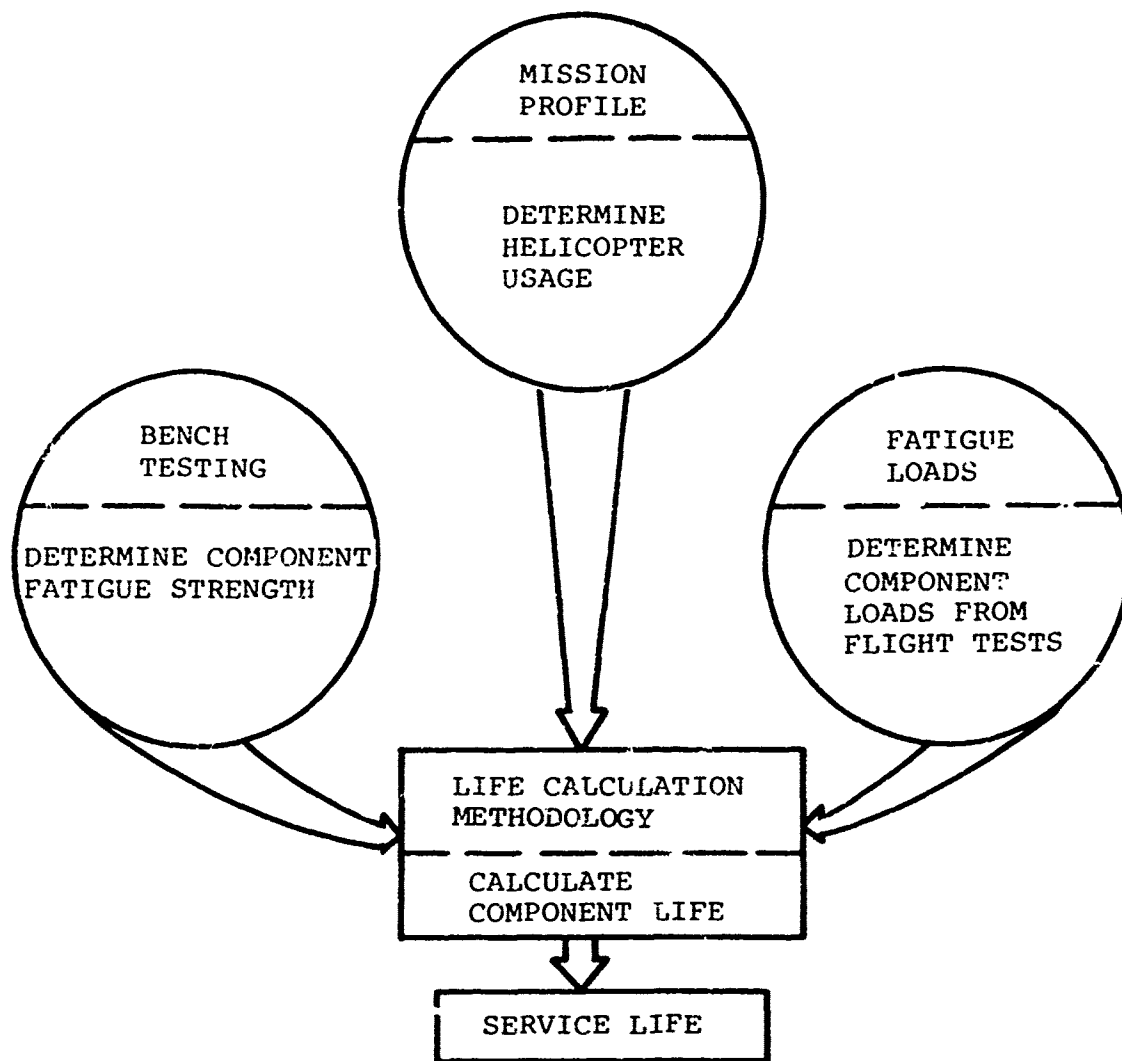 MISSION
PROFILE
DETERMINE
HELICOPTER
USAGE
BENCH
TESTING
DETERMINE COMPONENT
FATIGUE STRENGTH
FATIGUE
LOADS
DETERMINE
COMPONENT
LOADS FROM
FLIGHT TESTS
LIFE CALCULATION
METHODOLOGY
CALCULATE
COMPONENT LIFE
SERVICE LIFE